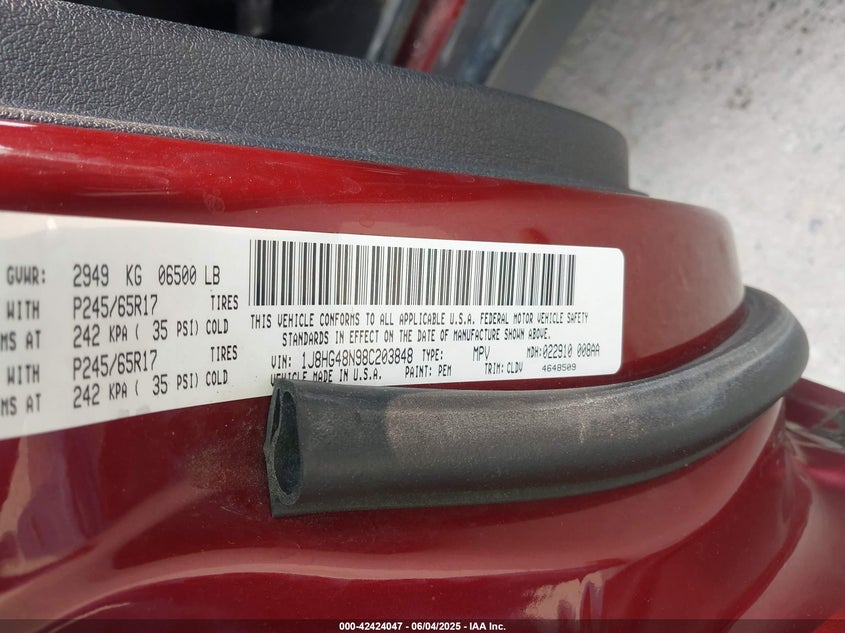 GVWR: 2949 KG 06500 LB
WITH P245/65R17 TIRES
MS AT 242 KPA ( 35 PSI) COLD
WITH P245/65R17 TIRES
MS AT 242 KPA ( 35 PSI) COLD
THIS VEHICLE CONFORMS TO ALL APPLICABLE U.S.A. FEDERAL MOTOR VEHICLE SAFETY
STANDARDS IN EFFECT ON THE DATE OF MANUFACTURE SHOWN ABOVE.
VIN: 1J8HG48N98C203848 TYPE: MPV MDH:022910 008AA
VEHICLE MADE IN U.S.A. PAINT: PEM TRIM: CLDV 4648509
000-42424047 - 06/04/2025 - IAA Inc.